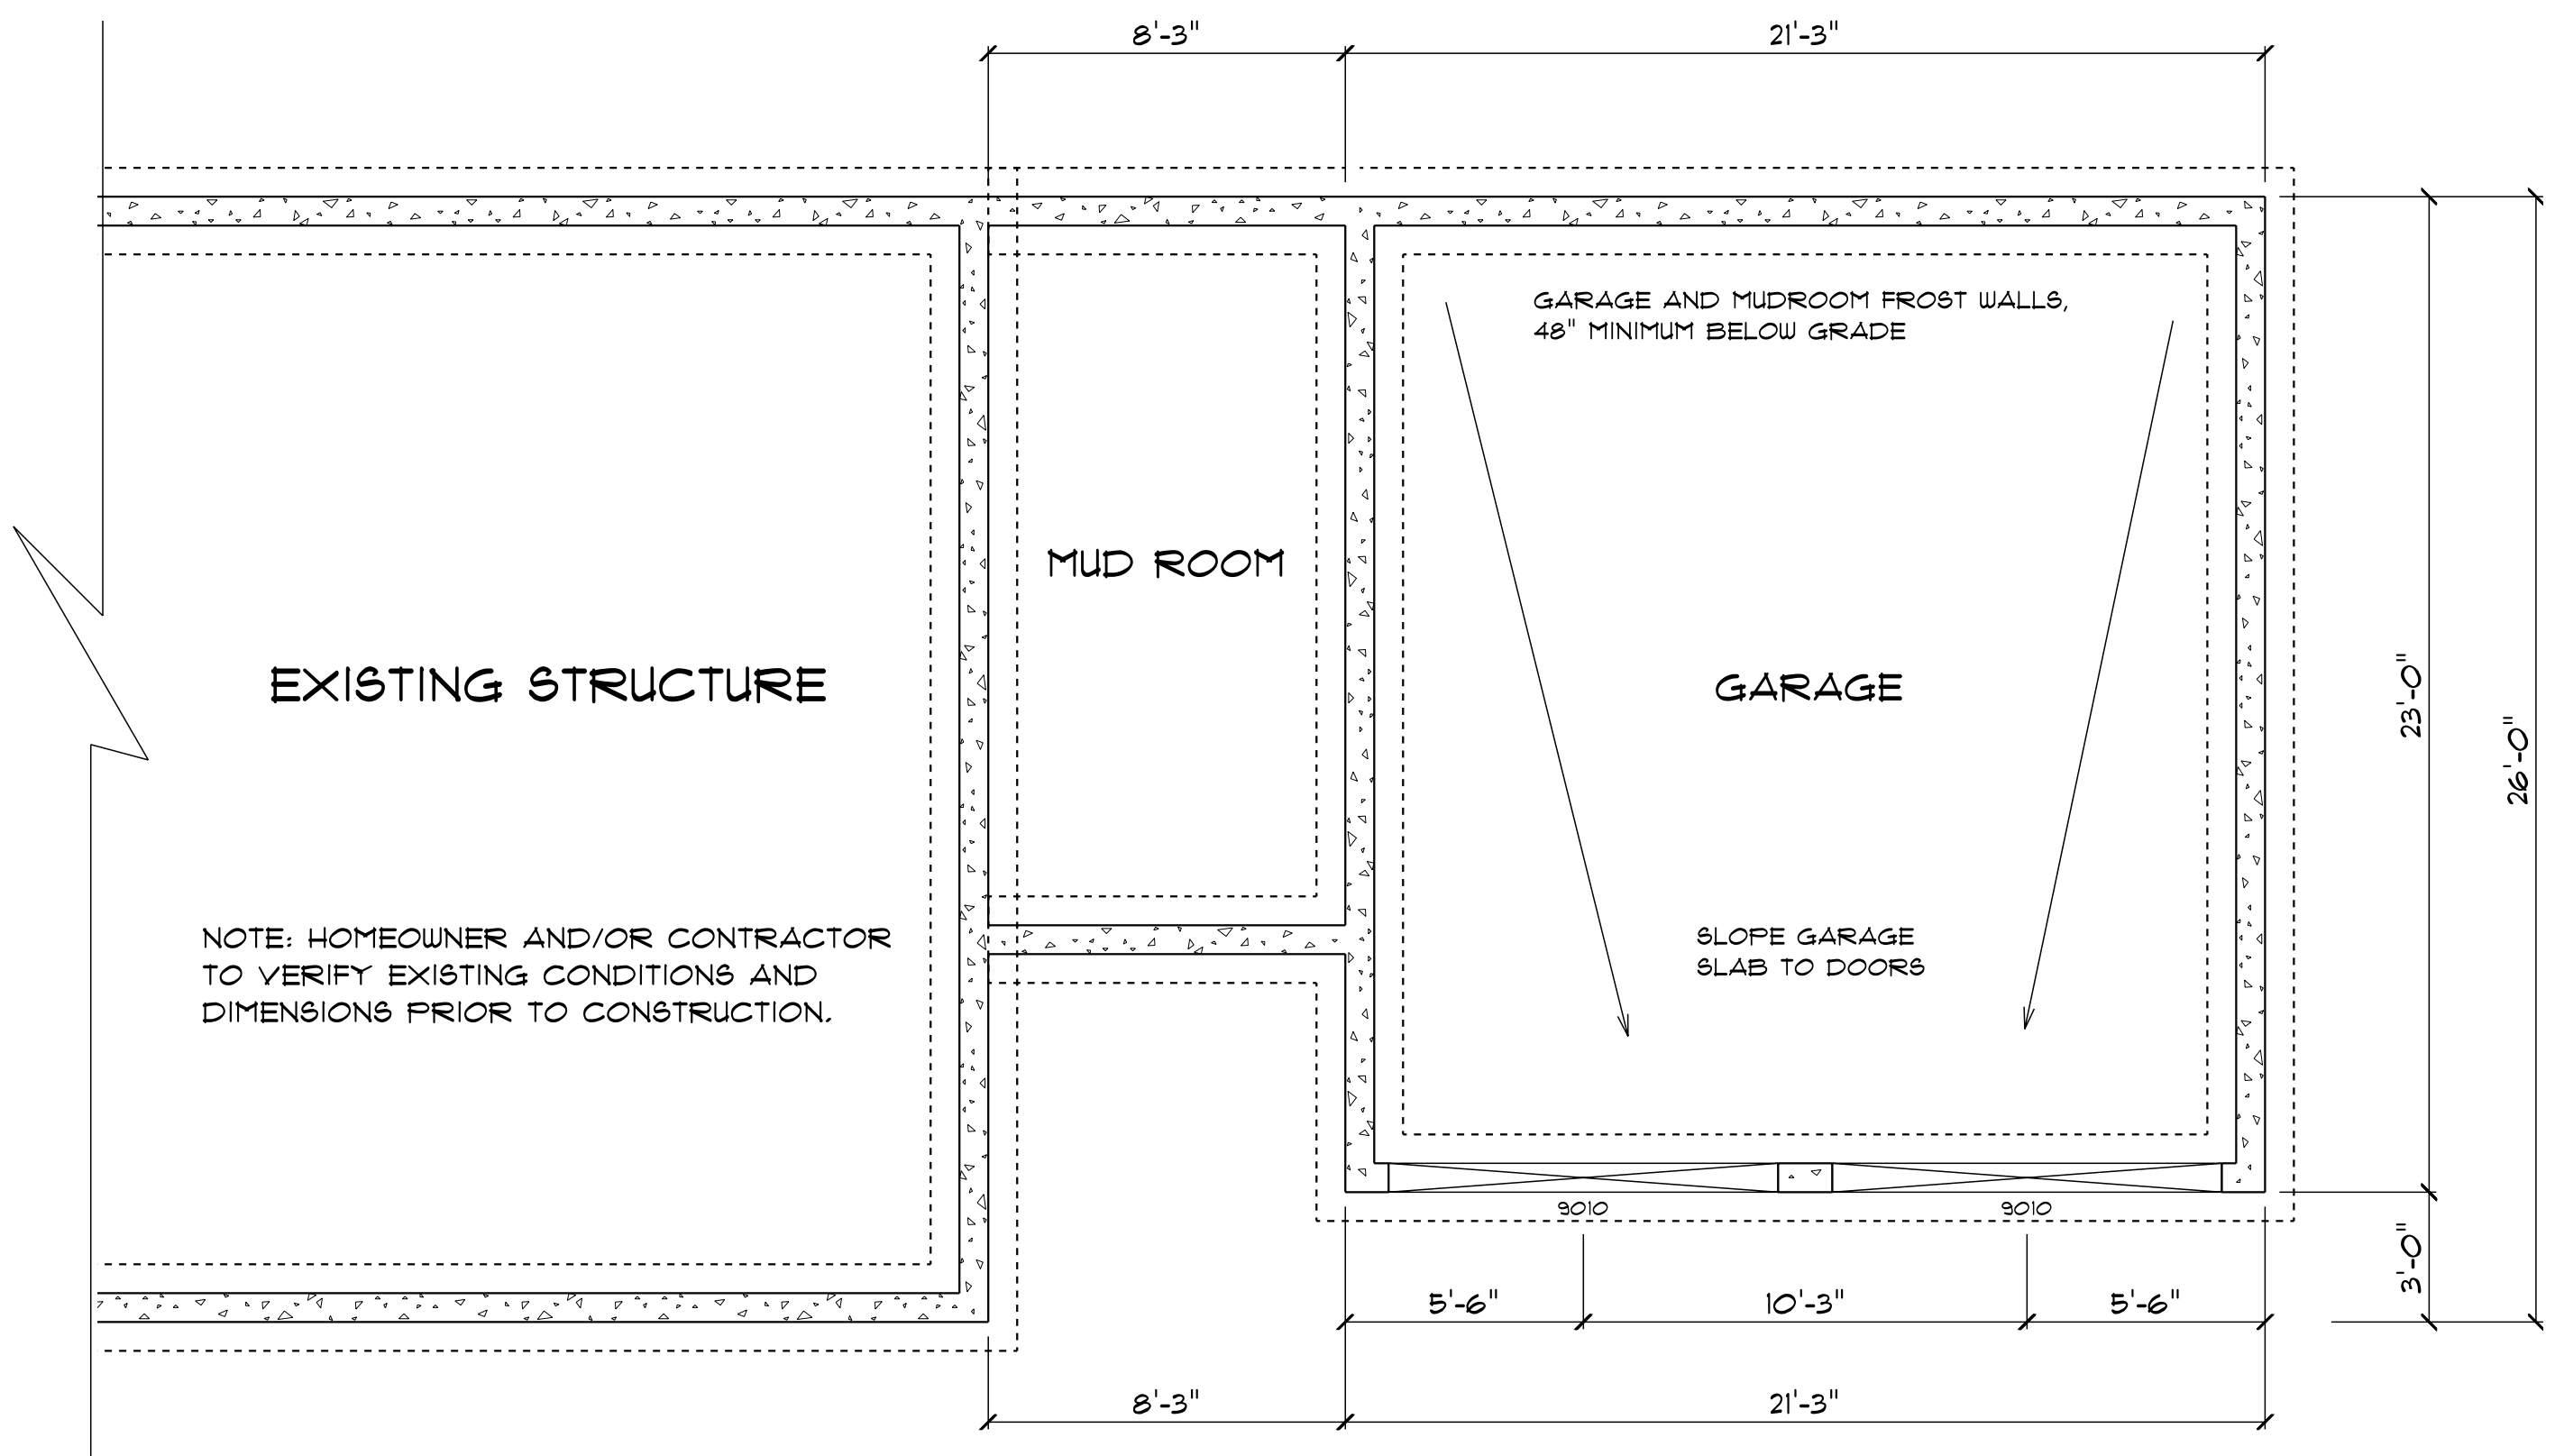 8'-3"
21'-3"
GARAGE AND MUDROOM FROST WALLS,
48" MINIMUM BELOW GRADE
MUD ROOM
EXISTING STRUCTURE
GARAGE
23'-0"
26'-0"
NOTE: HOMEOWNER AND/OR CONTRACTOR
TO VERIFY EXISTING CONDITIONS AND
DIMENSIONS PRIOR TO CONSTRUCTION.
SLOPE GARAGE
SLAB TO DOORS
9010
9010
3'-0"
5'-6"
10'-3"
5'-6"
8'-3"
21'-3"